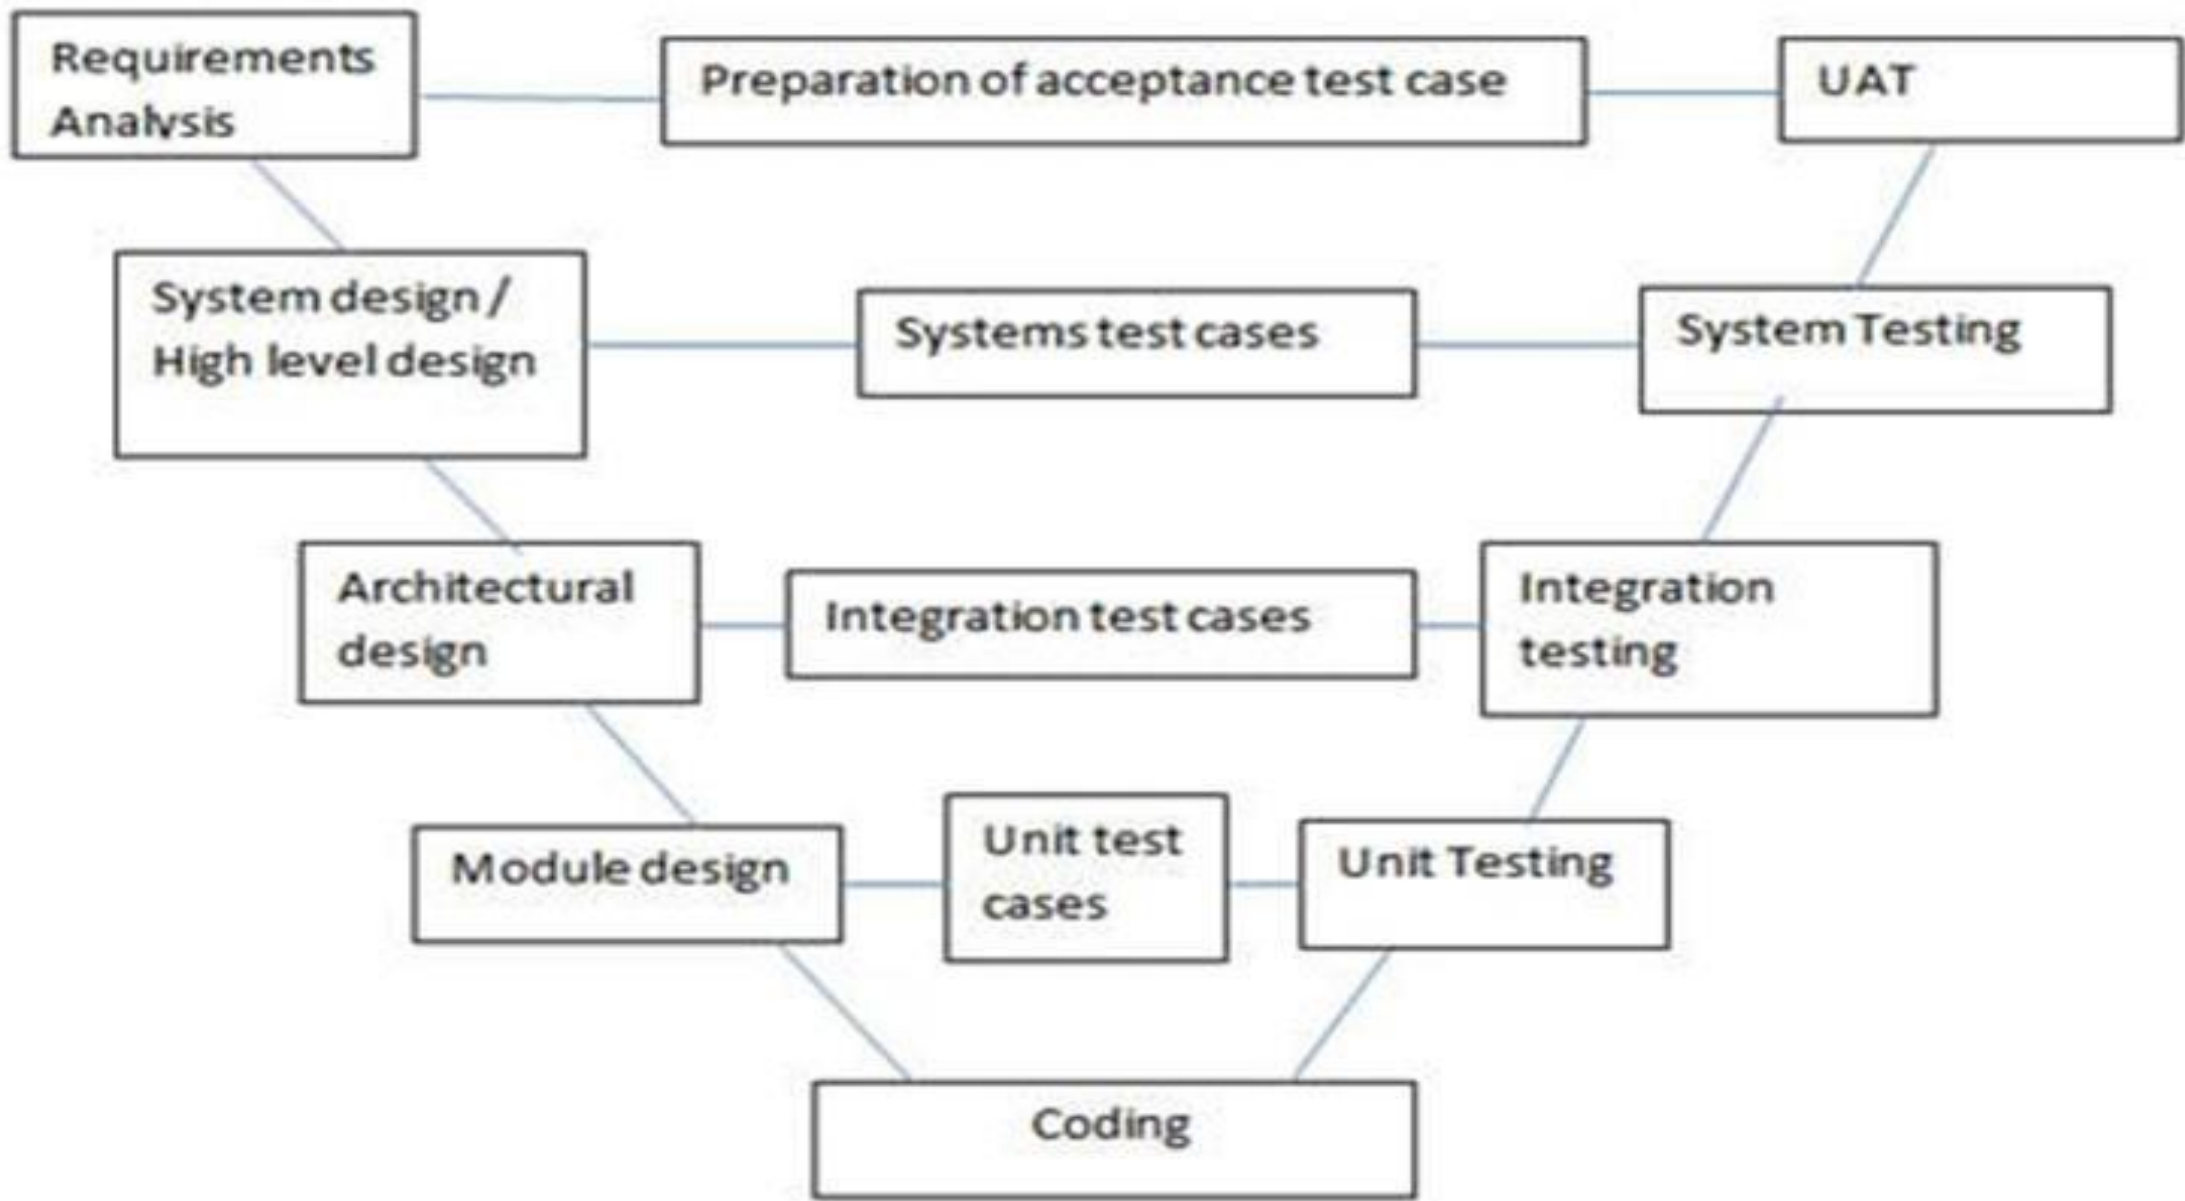 Requirements
Analysis
Preparation of acceptance test case
UAT
System design /
High level design
Systems test cases
System Testing
Architectural
design
Integration test cases
Integration
testing
Module design
Unit test
cases
Unit Testing
Coding